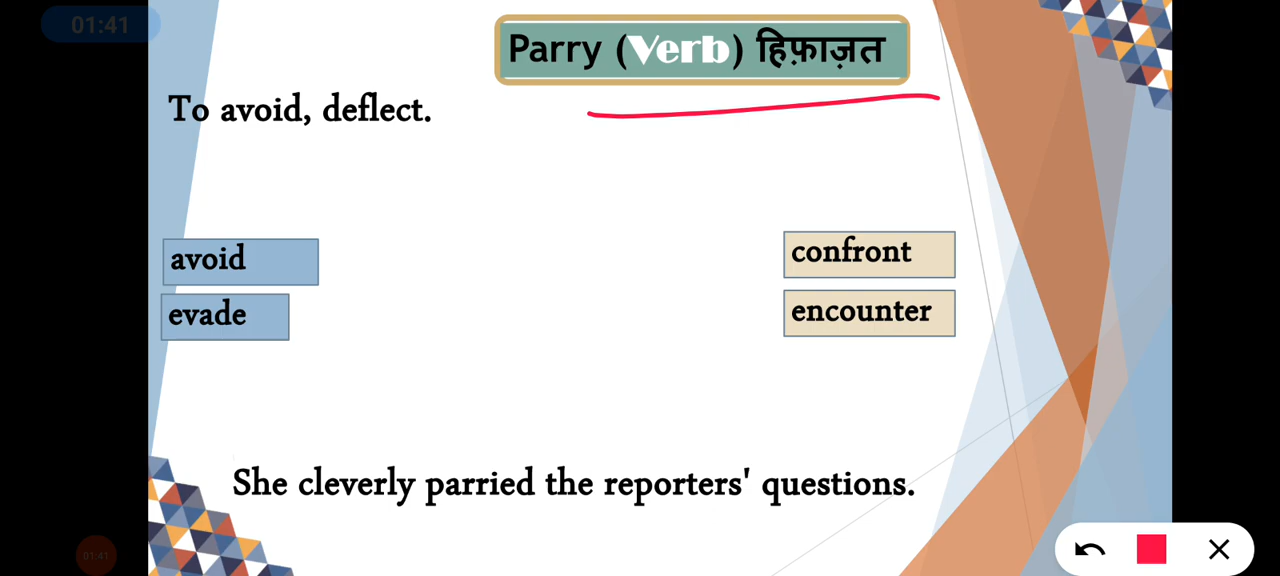 01:41
Parry (Verb) हिफ़ाज़त
To avoid, deflect.
avoid
confront
evade
encounter
She cleverly parried the reporters' questions.
01:41